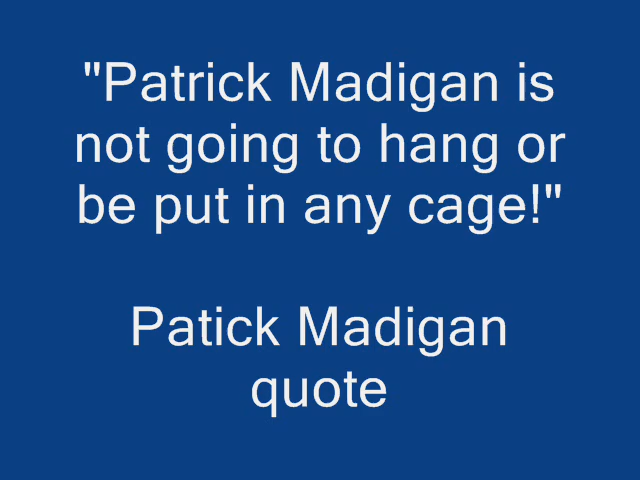 "Patrick Madigan is
not going to hang or
be put in any cage!"
Patick Madigan
quote